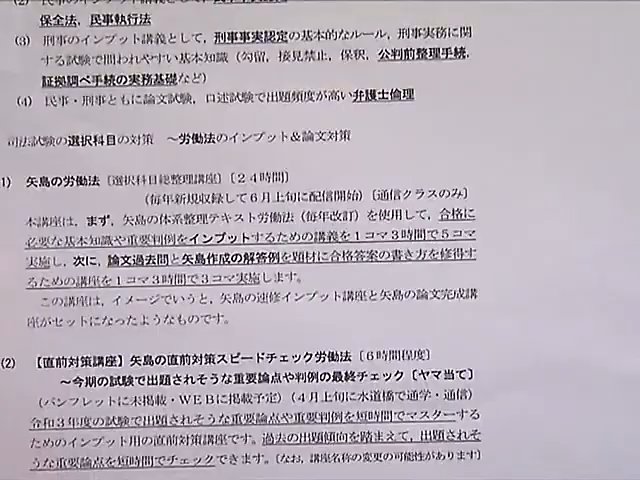 保全法，民事執行法
(3) 刑事のインプット講義として，刑事事実認定の基本的なルール，刑事実務に関
する試験で問われやすい基本知識（勾留，接見禁止，保釈，公判前整理手続，
証拠調べ手続の実務基礎など）
(4) 民事・刑事ともに論文試験，口述試験で出題頻度が高い弁護士倫理
司法試験の選択科目の対策 ～労働法のインプット＆論文対策
1) 矢島の労働法〔選択科目総整理講座〕〔２４時間〕
（毎年新規収録して６月上旬に配信開始）〔通信クラスのみ〕
本講座は，まず，矢島の体系整理テキスト労働法（毎年改訂）を使用して，合格に
必要な基本知識や重要判例をインプットするための講義を１コマ３時間で５コマ
実施し，次に，論文過去問と矢島作成の解答例を題材に合格答案の書き方を修得す
るための講座を１コマ３時間で３コマ実施します。
この講座は，イメージでいうと，矢島の速修インプット講座と矢島の論文完成講
座がセットになったようなものです。
(2) 【直前対策講座】矢島の直前対策スピードチェック労働法〔６時間程度〕
～今期の試験で出題されそうな重要論点や判例の最終チェック〔ヤマ当て〕
（パンフレットに未掲載・ＷＥＢに掲載予定）（４月上旬に水道橋で通学・通信）
令和３年度の試験で出題されそうな重要論点や重要判例を短時間でマスターする
ためのインプット用の直前対策講座です。過去の出題傾向を踏まえて，出題されそ
うな重要論点を短時間でチェックできます。〔なお，講座名称の変更の可能性があります〕